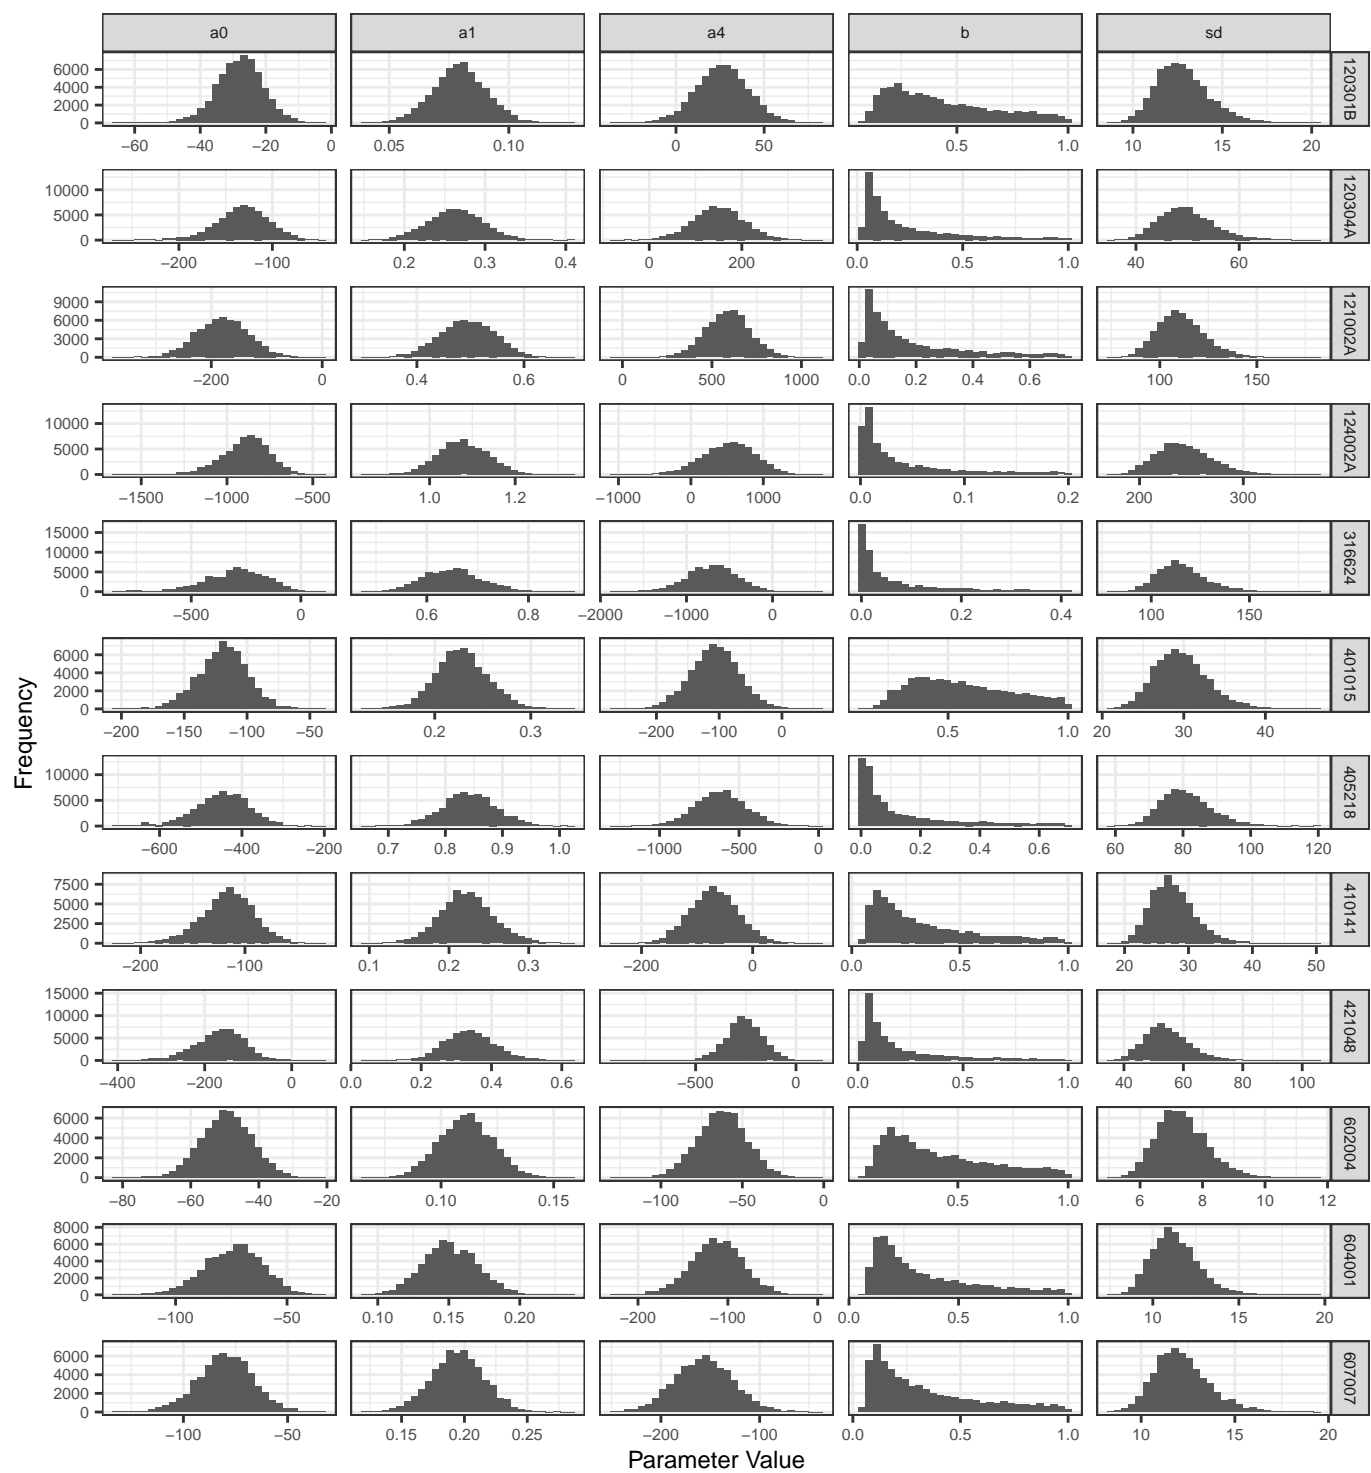 a0 a1 a4 b sd
6000 4000 2000 0 120301B
−60 −40 −20 0 0.05 0.10 0 50 0.5 1.0 10 15 20
10000 5000 0 120304A
−200 −100 0.2 0.3 0.4 0 200 0.0 0.5 1.0 40 60
9000 6000 3000 0 121002A
−200 0 0.4 0.6 0 500 1000 0.0 0.2 0.4 0.6 100 150
10000 5000 0 124002A
−1500 −1000 −500 1.0 1.2 −1000 0 1000 0.0 0.1 0.2 200 300
15000 10000 5000 0 316624
−500 0 0.6 0.8 −2000 −1000 0 0.0 0.2 0.4 100 150
6000 4000 2000 0 401015
−200 −150 −100 −50 0.2 0.3 −200 −100 0 0.5 1.0 20 30 40
10000 5000 0 405218
−600 −400 −200 0.7 0.8 0.9 1.0 −1000 −500 0 0.0 0.2 0.4 0.6 60 80 100 120
7500 5000 2500 0 410141
−200 −100 0.1 0.2 0.3 −200 0 0.0 0.5 1.0 20 30 40 50
15000 10000 5000 0 421048
−400 −200 0 0.0 0.2 0.4 0.6 −500 0 0.0 0.5 1.0 40 60 80 100
6000 4000 2000 0 602004
−80 −60 −40 −20 0.10 0.15 −100 −50 0 0.5 1.0 6 8 10 12
8000 6000 4000 2000 0 604001
−100 −50 0.10 0.15 0.20 −200 −100 0 0.0 0.5 1.0 10 15 20
6000 4000 2000 0 607007
−100 −50 0.15 0.20 0.25 −200 −100 0.0 0.5 1.0 10 15 20
Frequency
Parameter Value